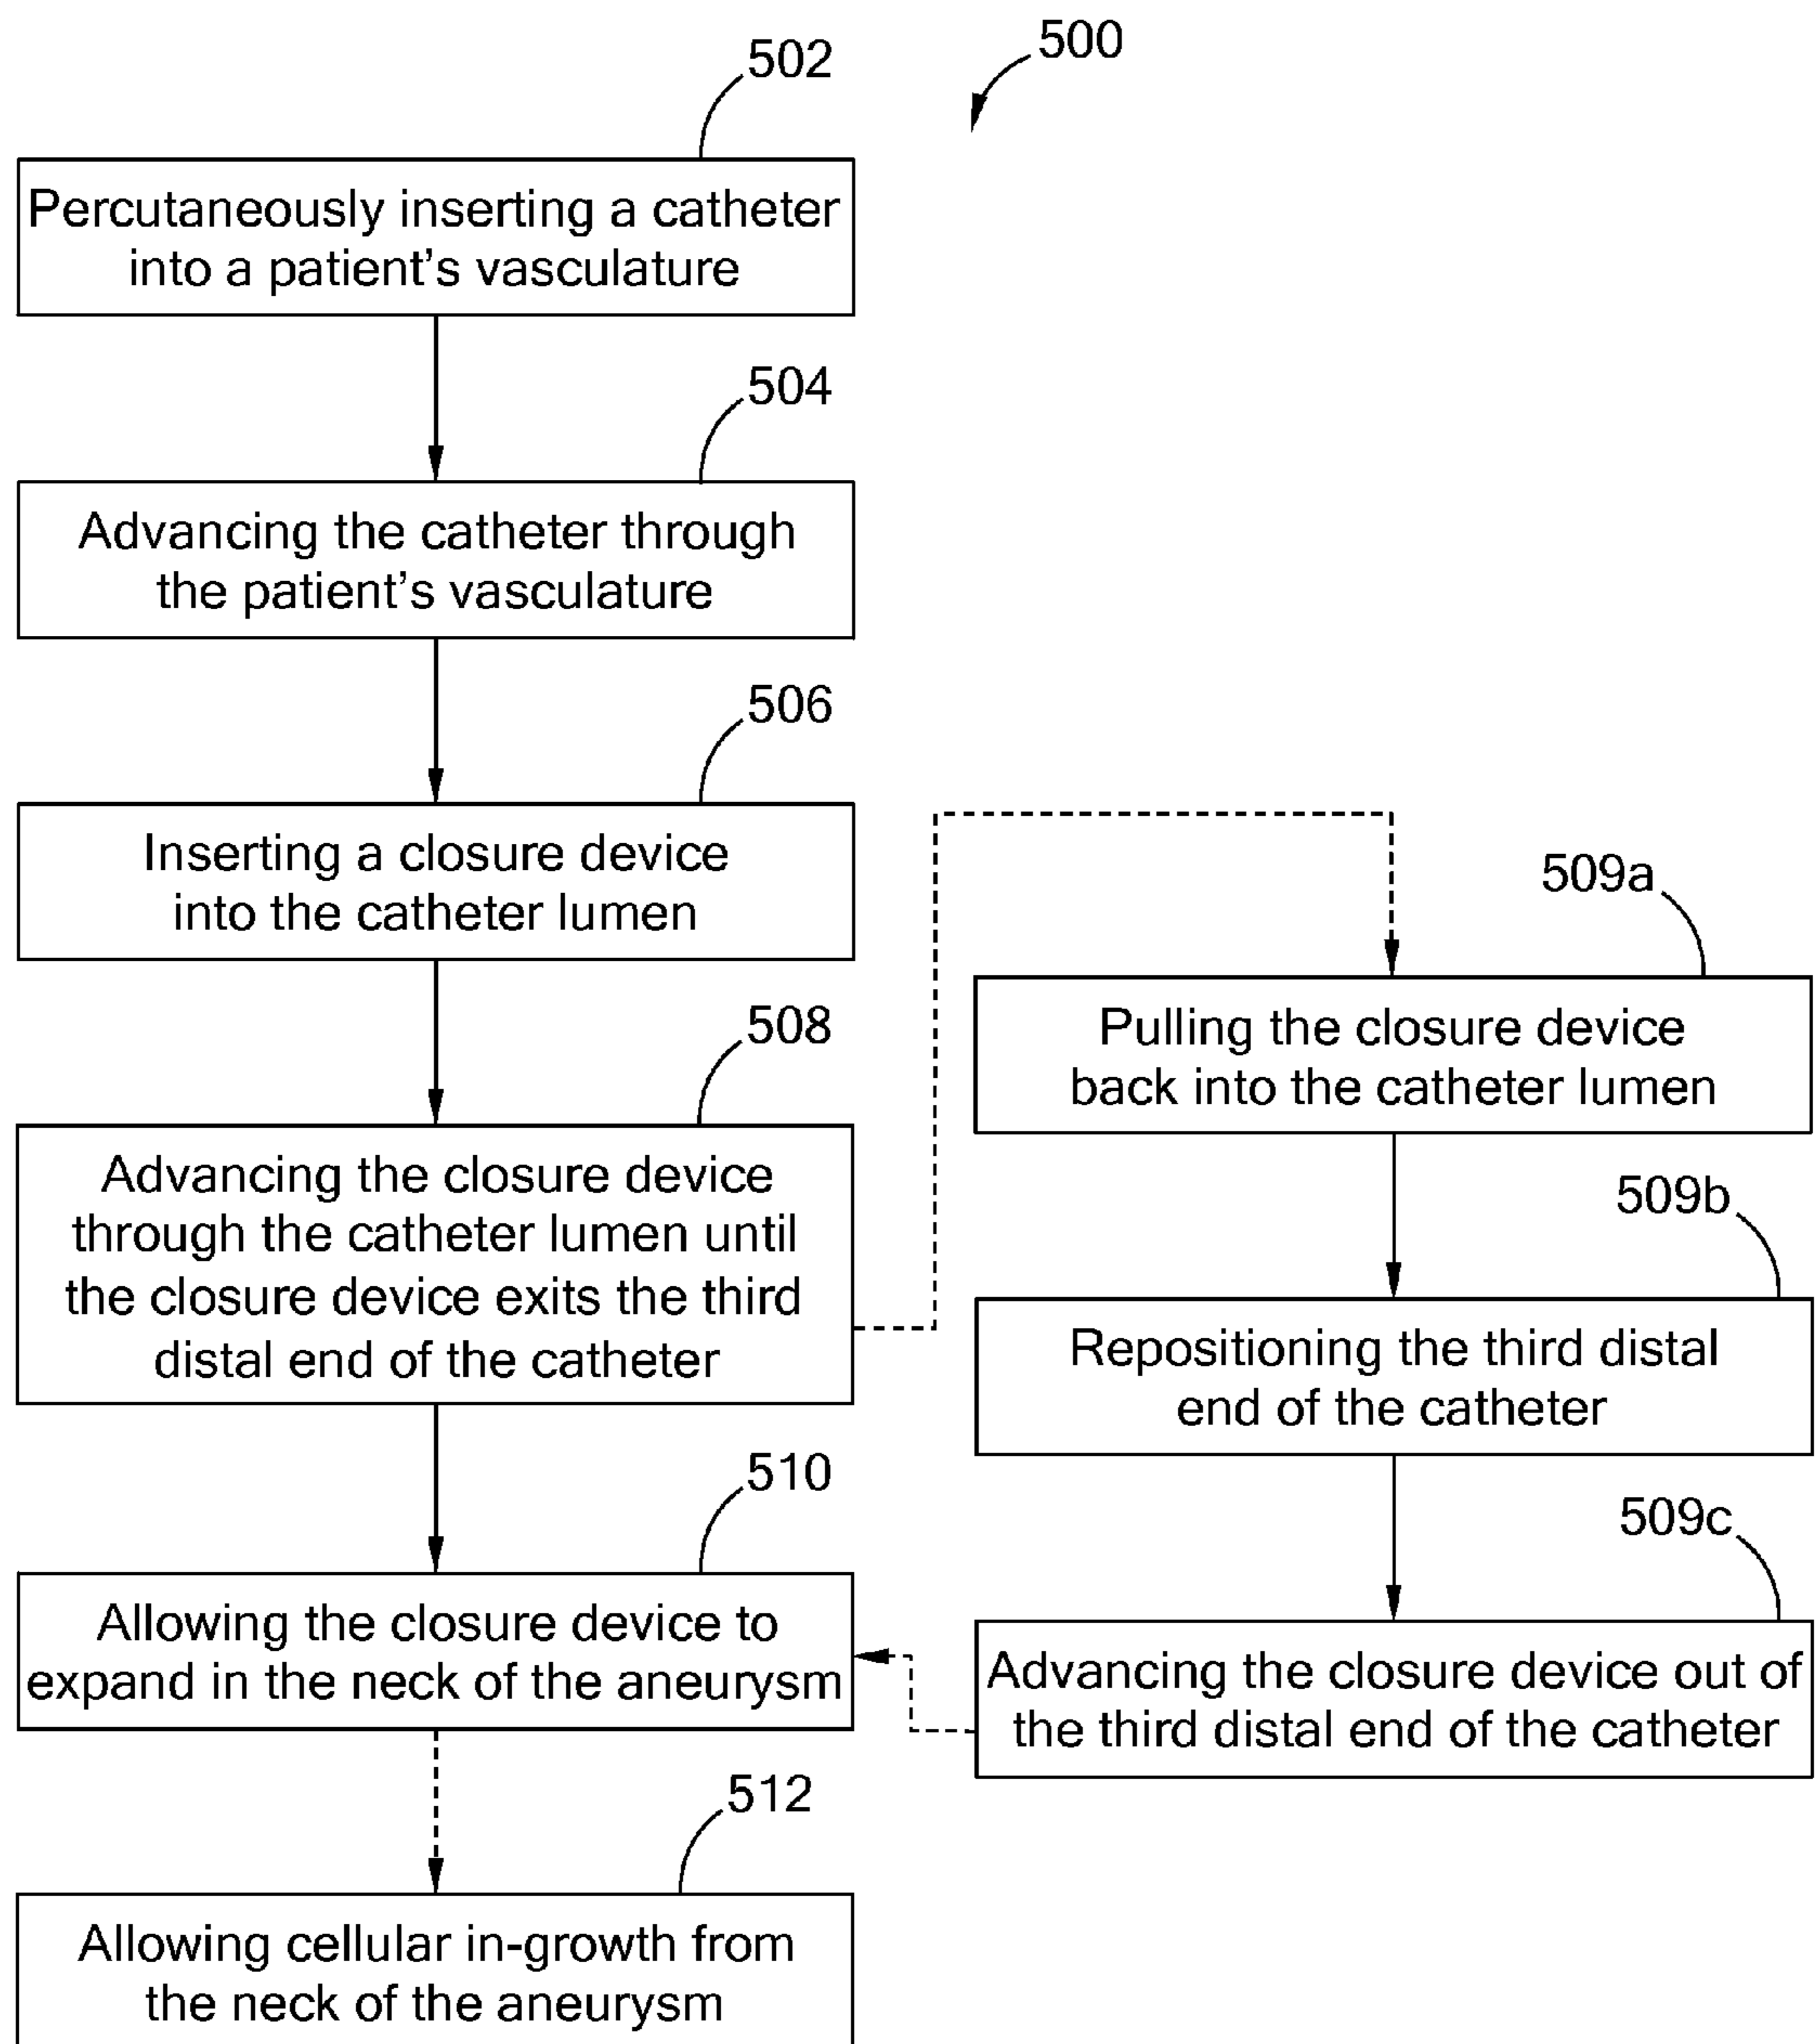 500
502
Percutaneously inserting a catheter
into a patient's vasculature
504
Advancing the catheter through
the patient's vasculature
506
Inserting a closure device
into the catheter lumen
508
Advancing the closure device
through the catheter lumen until
the closure device exits the third
distal end of the catheter
509a
Pulling the closure device
back into the catheter lumen
509b
Repositioning the third distal
end of the catheter
509c
Advancing the closure device out of
the third distal end of the catheter
510
Allowing the closure device to
expand in the neck of the aneurysm
512
Allowing cellular in-growth from
the neck of the aneurysm